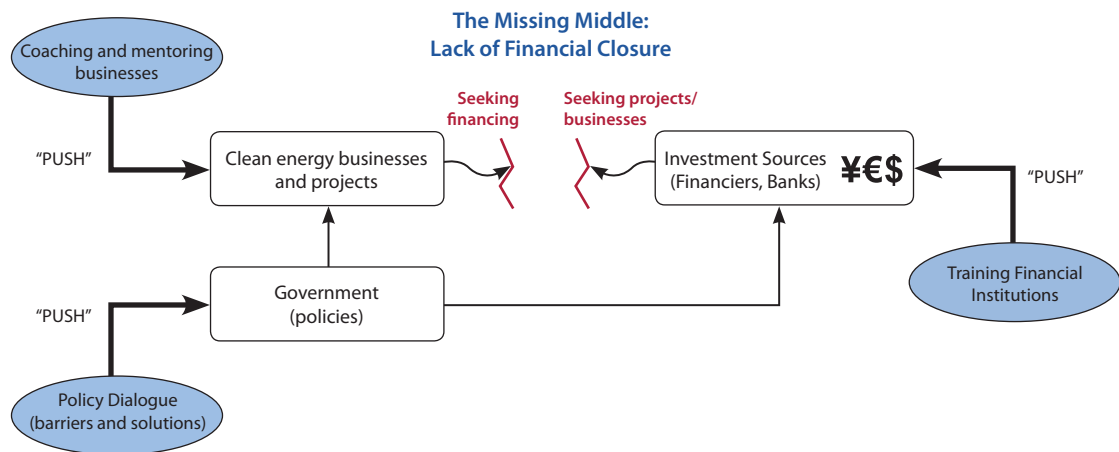 The Missing Middle:
Lack of Financial Closure
Coaching and mentoring
businesses
Seeking
financing
Seeking projects/
businesses
"PUSH"
Clean energy businesses
and projects
Investment Sources
(Financiers, Banks)
¥€$
"PUSH"
Government
(policies)
Training Financial
Institutions
"PUSH"
Policy Dialogue
(barriers and solutions)